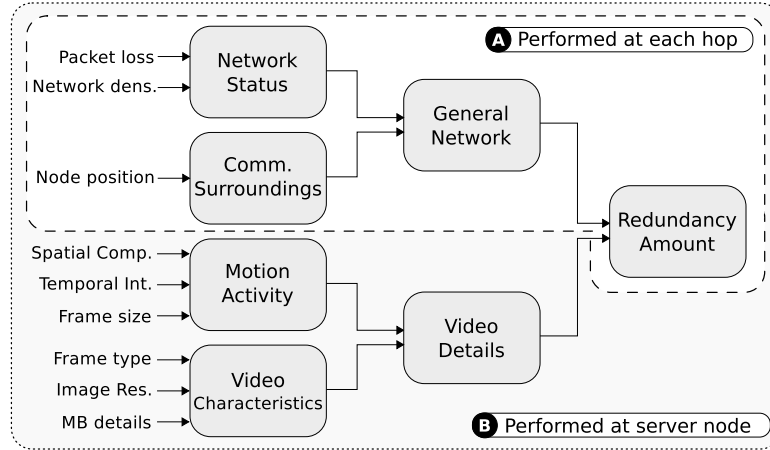 A Performed at each hop
Packet loss
Network dens.
Network
Status
Node position
Comm.
Surroundings
General
Network
Redundancy
Amount
Spatial Comp.
Temporal Int.
Frame size
Motion
Activity
Frame type
Image Res.
MB details
Video
Characteristics
Video
Details
B Performed at server node